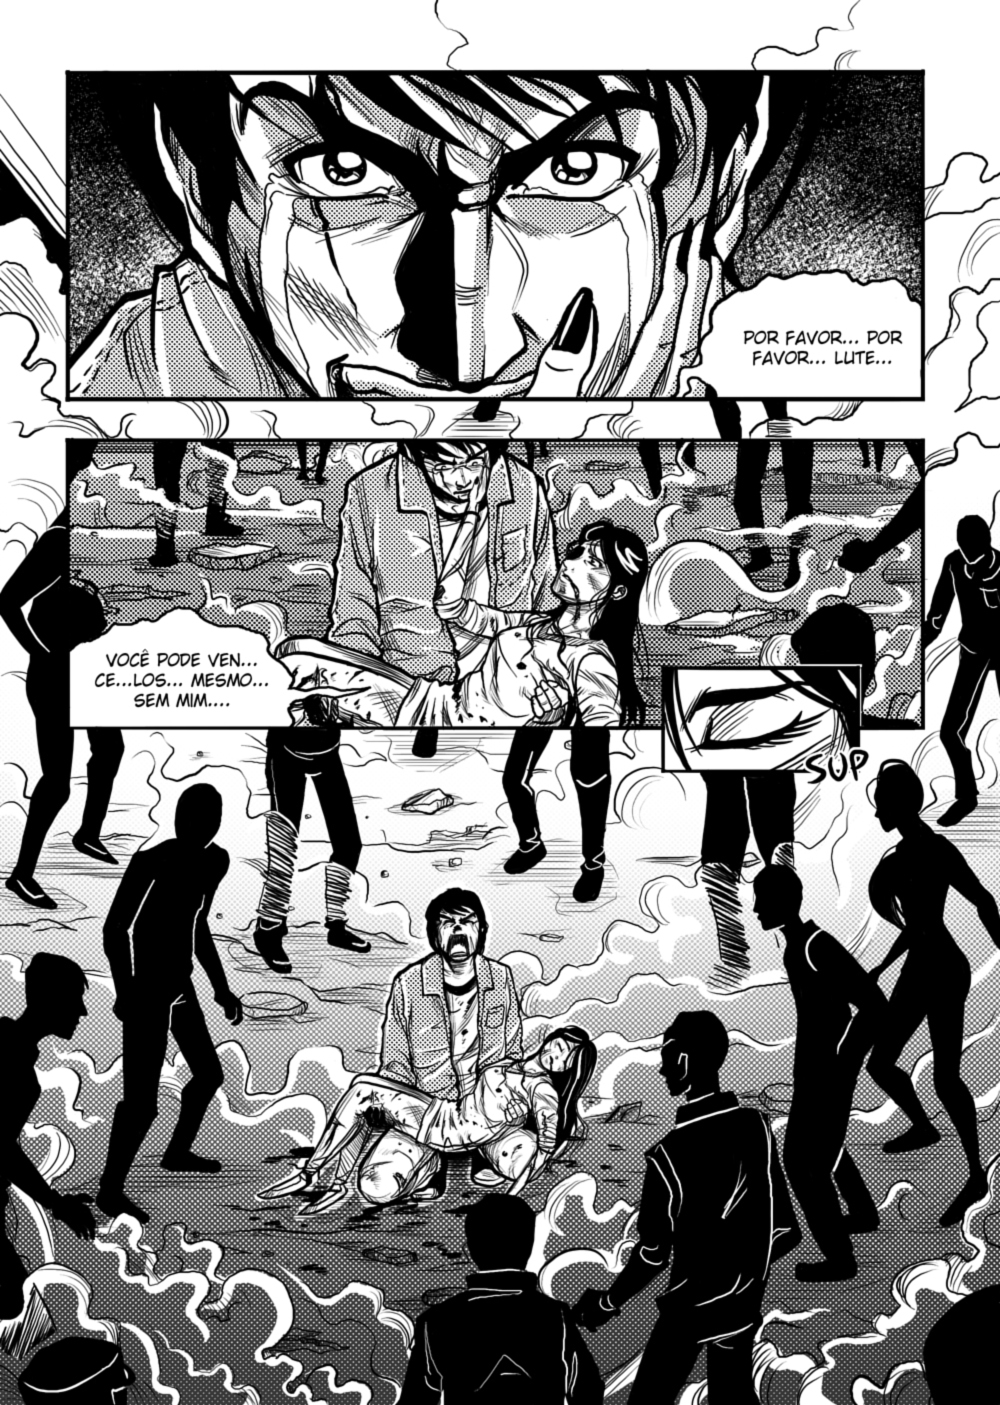 POR FAVOR... POR
FAVOR... LUTE...
VOCÊ PODE VEN...
CE...LOS... MESMO...
SEM MIM....
SUP